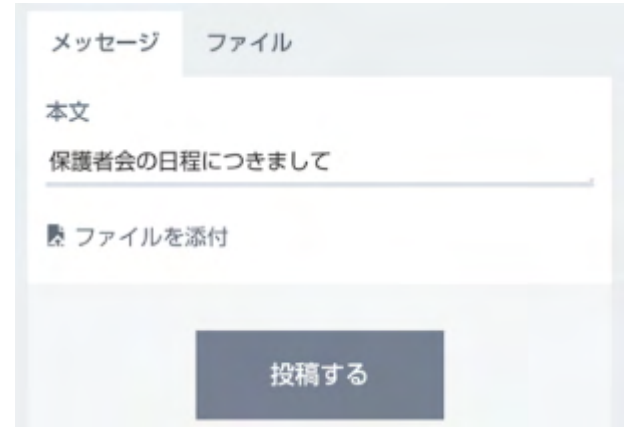 メッセージ ファイル
本文
保護者会の日程につきまして
ファイルを添付
投稿する